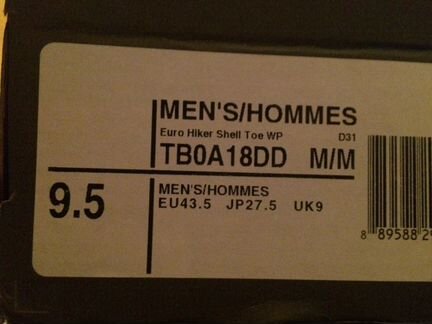 MEN'S/HOMMES
Euro Hiker Shell Toe WP D31
TB0A18DD M/M
9.5
MEN'S/HOMMES
EU43.5 JP27.5 UK9
8 89588